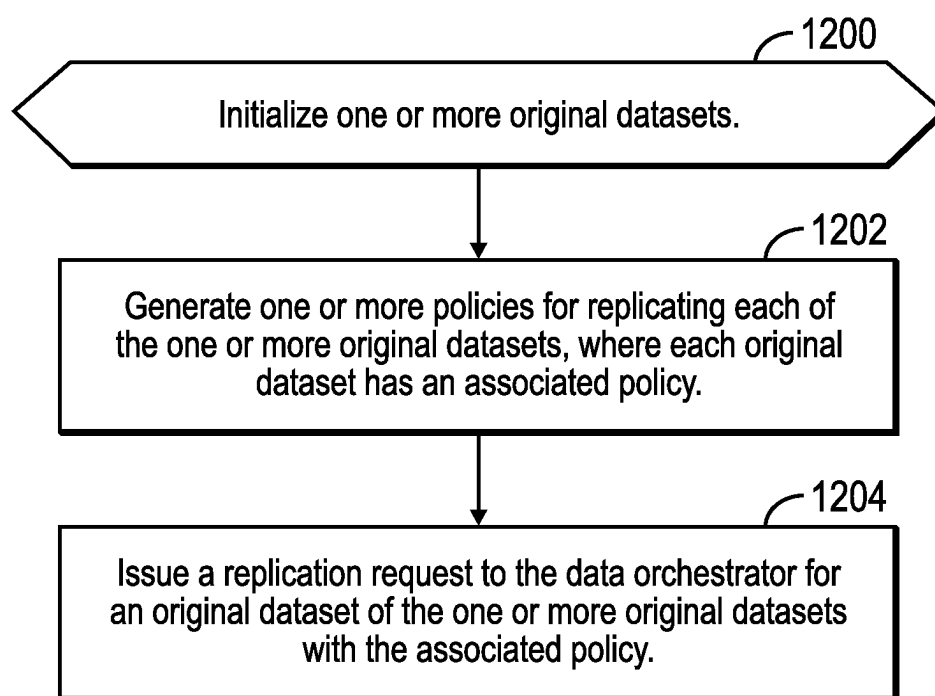 1200
Initialize one or more original datasets.
1202
Generate one or more policies for replicating each of
the one or more original datasets, where each original
dataset has an associated policy.
1204
Issue a replication request to the data orchestrator for
an original dataset of the one or more original datasets
with the associated policy.